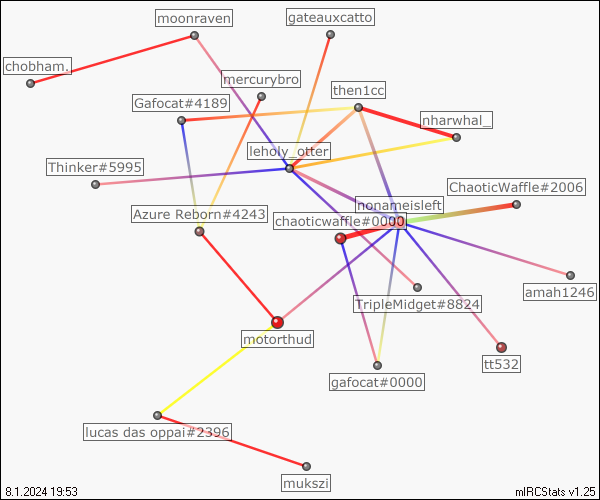 moonraven
gateauxcatto
chobham.
mercurybro
then1cc
Gafocat#4189
nharwhal_
leholy_otter
Thinker#5995
ChaoticWaffle#2006
nonameisleft
Azure Reborn#4243
chaoticwaffle#0000
amah1246
TripleMidget#8824
motorthud
tt532
gafocat#0000
lucas das oppai#2396
mukszi
8.1.2024 19:53
mIRCStats v1.25